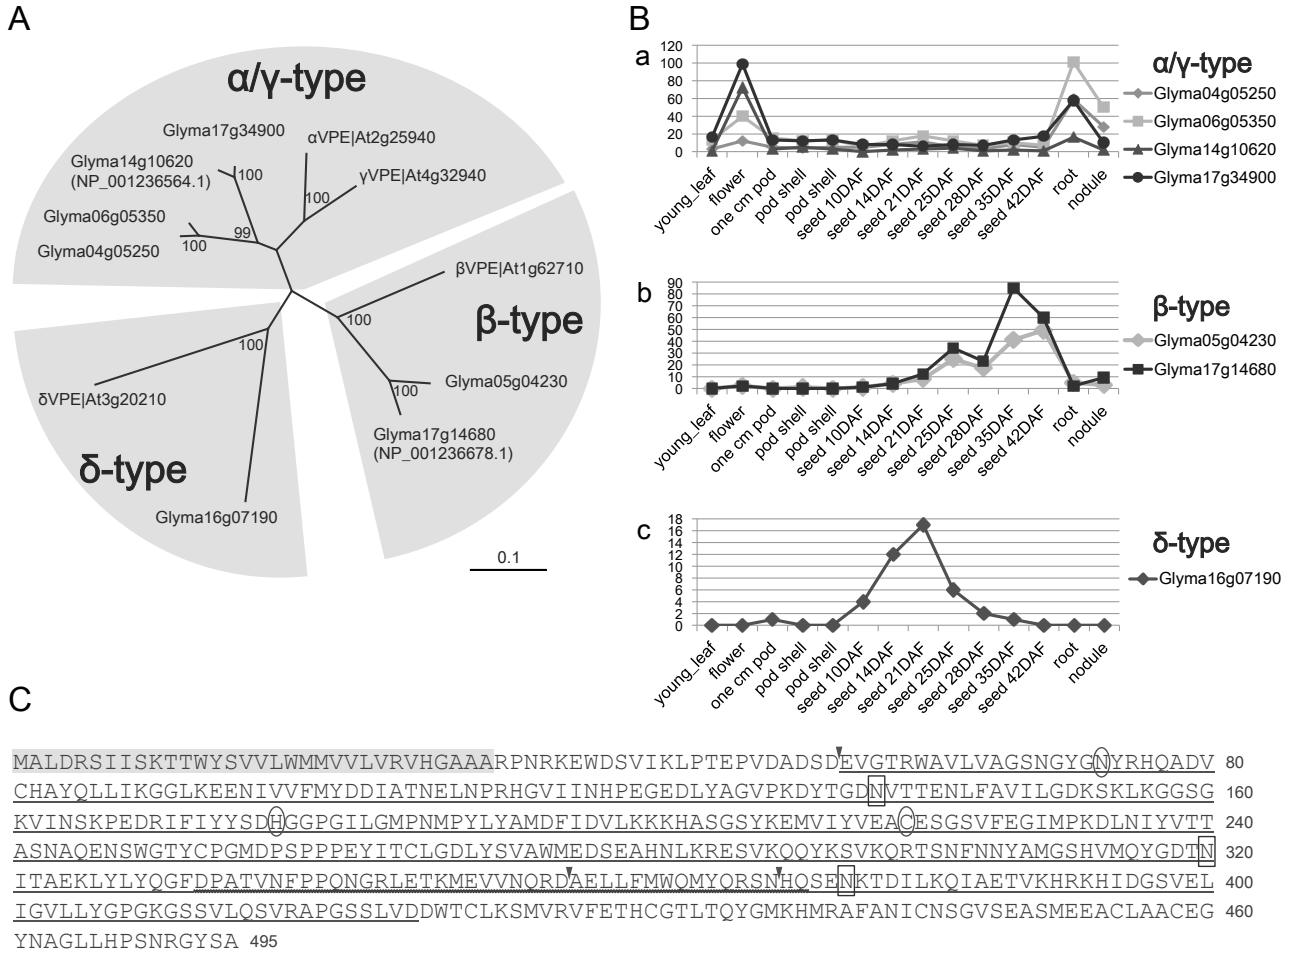 A
α/γ-type
Glyma17g34900
αVPE|At2g25940
Glyma14g10620
(NP_001236564.1)
100
γVPE|At4g32940
100
Glyma06g05350
99
100
Glyma04g05250
βVPE|At1g62710
β-type
100
100
δVPE|At3g20210
100
Glyma05g04230
Glyma17g14680
(NP_001236678.1)
δ-type
Glyma16g07190
0.1
B
a
120
100
80
60
40
20
0
young_leaf
flower
one cm pod
pod shell
pod shell
seed 10DAF
seed 14DAF
seed 21DAF
seed 25DAF
seed 28DAF
seed 35DAF
seed 42DAF
root
nodule
α/γ-type
Glyma04g05250
Glyma06g05350
Glyma14g10620
Glyma17g34900
b
90
80
70
60
50
40
30
20
10
0
young_leaf
flower
one cm pod
pod shell
pod shell
seed 10DAF
seed 14DAF
seed 21DAF
seed 25DAF
seed 28DAF
seed 35DAF
seed 42DAF
root
nodule
β-type
Glyma05g04230
Glyma17g14680
c
18
16
14
12
10
8
6
4
2
0
young_leaf
flower
one cm pod
pod shell
pod shell
seed 10DAF
seed 14DAF
seed 21DAF
seed 25DAF
seed 28DAF
seed 35DAF
seed 42DAF
root
nodule
δ-type
Glyma16g07190
C
MALDRSIISKTTWYSVVLWMMVVLVRVHGAAARPNRKEWDSVIKLPTEPVDADSDEVGTRWAVLVAGSNGYGNYRHQADV 80
CHAYQLLIKGGLKEENIVVFMYDDIATNELNPRHGVIINHPEGEDLYAGVPKDYTGDNVTTENLFAVILGDKSKLKGGSG 160
KVINSKPEDRIFIYYSDHGGPGILGMPNMPYLYAMDFIDVLKKKHASGSYKEMVIYVEACESGSVFEGIMPKDLNIYVTT 240
ASNAQENSWGTYCPGMDPSPPPEYITCLGDLYSVAWMEDSEAHNLKRESVKQQYKSVKQRTSNFNNYAMGSHVMQYGDTN 320
ITAEKLYLYQGFDPATVNFPPQNGRLETKMEVVNQRDAELLFMWQMYQRSNHQSENKTDILKQIAETVKHRKHIDGSVEL 400
IGVLLYGPGKGSSVLQSVRAPGSSLVDDWTCLKSMVRVFETHCGTLTQYGMKHMRAFANICNSGVSEASMEEACLAACEG 460
YNAGLLHPSNRGYSA 495